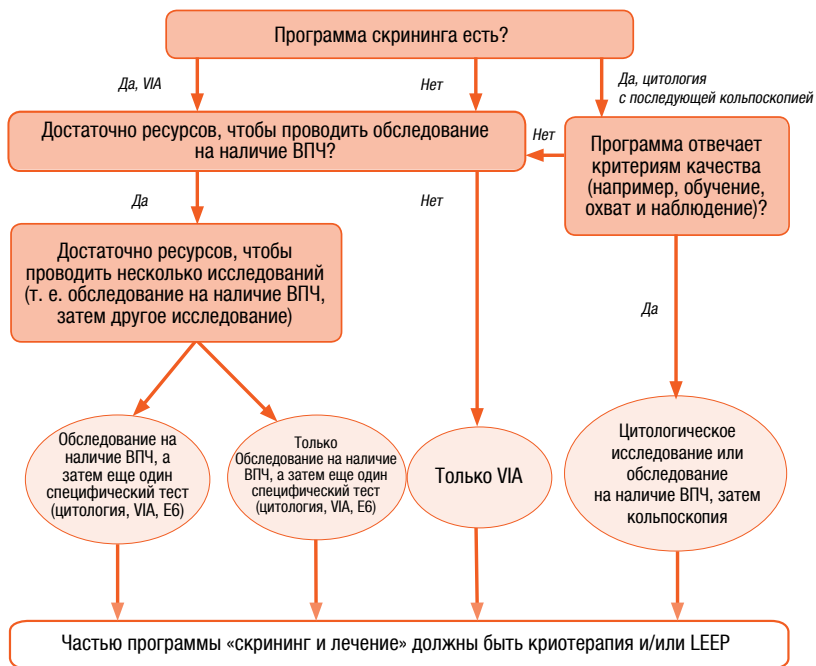 Программа скрининга есть?
Да, VIA
Нет
Да, цитология
с последующей кольпоскопией
Достаточно ресурсов, чтобы проводить обследование
на наличие ВПЧ?
Нет
Программа отвечает
критериям качества
(например, обучение,
охват и наблюдение)?
Да
Нет
Достаточно ресурсов, чтобы
проводить несколько исследований
(т. е. обследование на наличие ВПЧ,
затем другое исследование)
Да
Обследование на
наличие ВПЧ, а
затем еще один
специфический тест
(цитология, VIA, E6)
Только
Обследование на наличие
ВПЧ, а затем еще один
специфический тест
(цитология, VIA, E6)
Только VIA
Цитологическое
исследование или
обследование
на наличие ВПЧ, затем
кольпоскопия
Частью программы «скрининг и лечение» должны быть криотерапия и/или LEEP